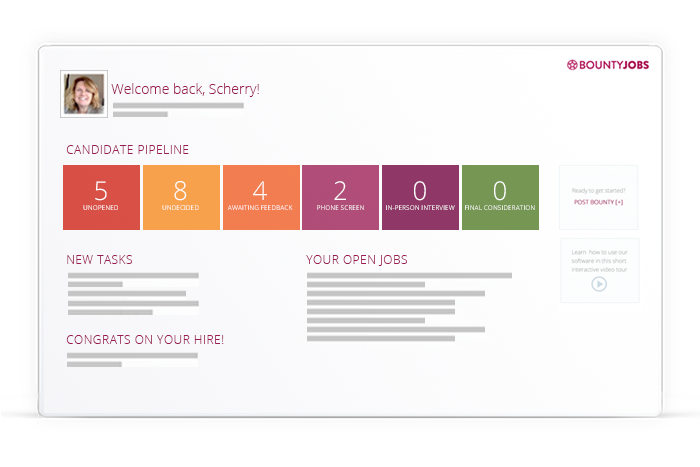 BOUNTYJOBS
Welcome back, Scherry!
CANDIDATE PIPELINE
5
UNOPENED
8
UNDECIDED
4
AWAITING FEEDBACK
2
PHONE SCREEN
0
IN-PERSON INTERVIEW
0
FINAL CONSIDERATION
Ready to get started?
POST BOUNTY [+]
Learn how to use our
software in this short
interactive video tour
NEW TASKS
YOUR OPEN JOBS
CONGRATS ON YOUR HIRE!